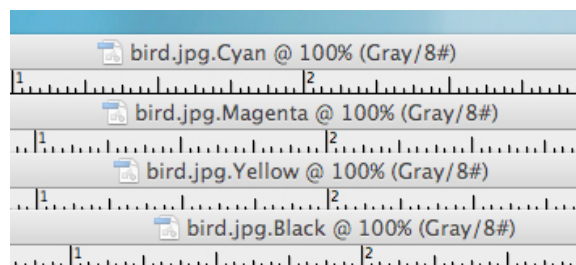 bird.jpg.Cyan @ 100% (Gray/8#)
1 2
bird.jpg.Magenta @ 100% (Gray/8#)
1 2
bird.jpg.Yellow @ 100% (Gray/8#)
1 2
bird.jpg.Black @ 100% (Gray/8#)
1 2